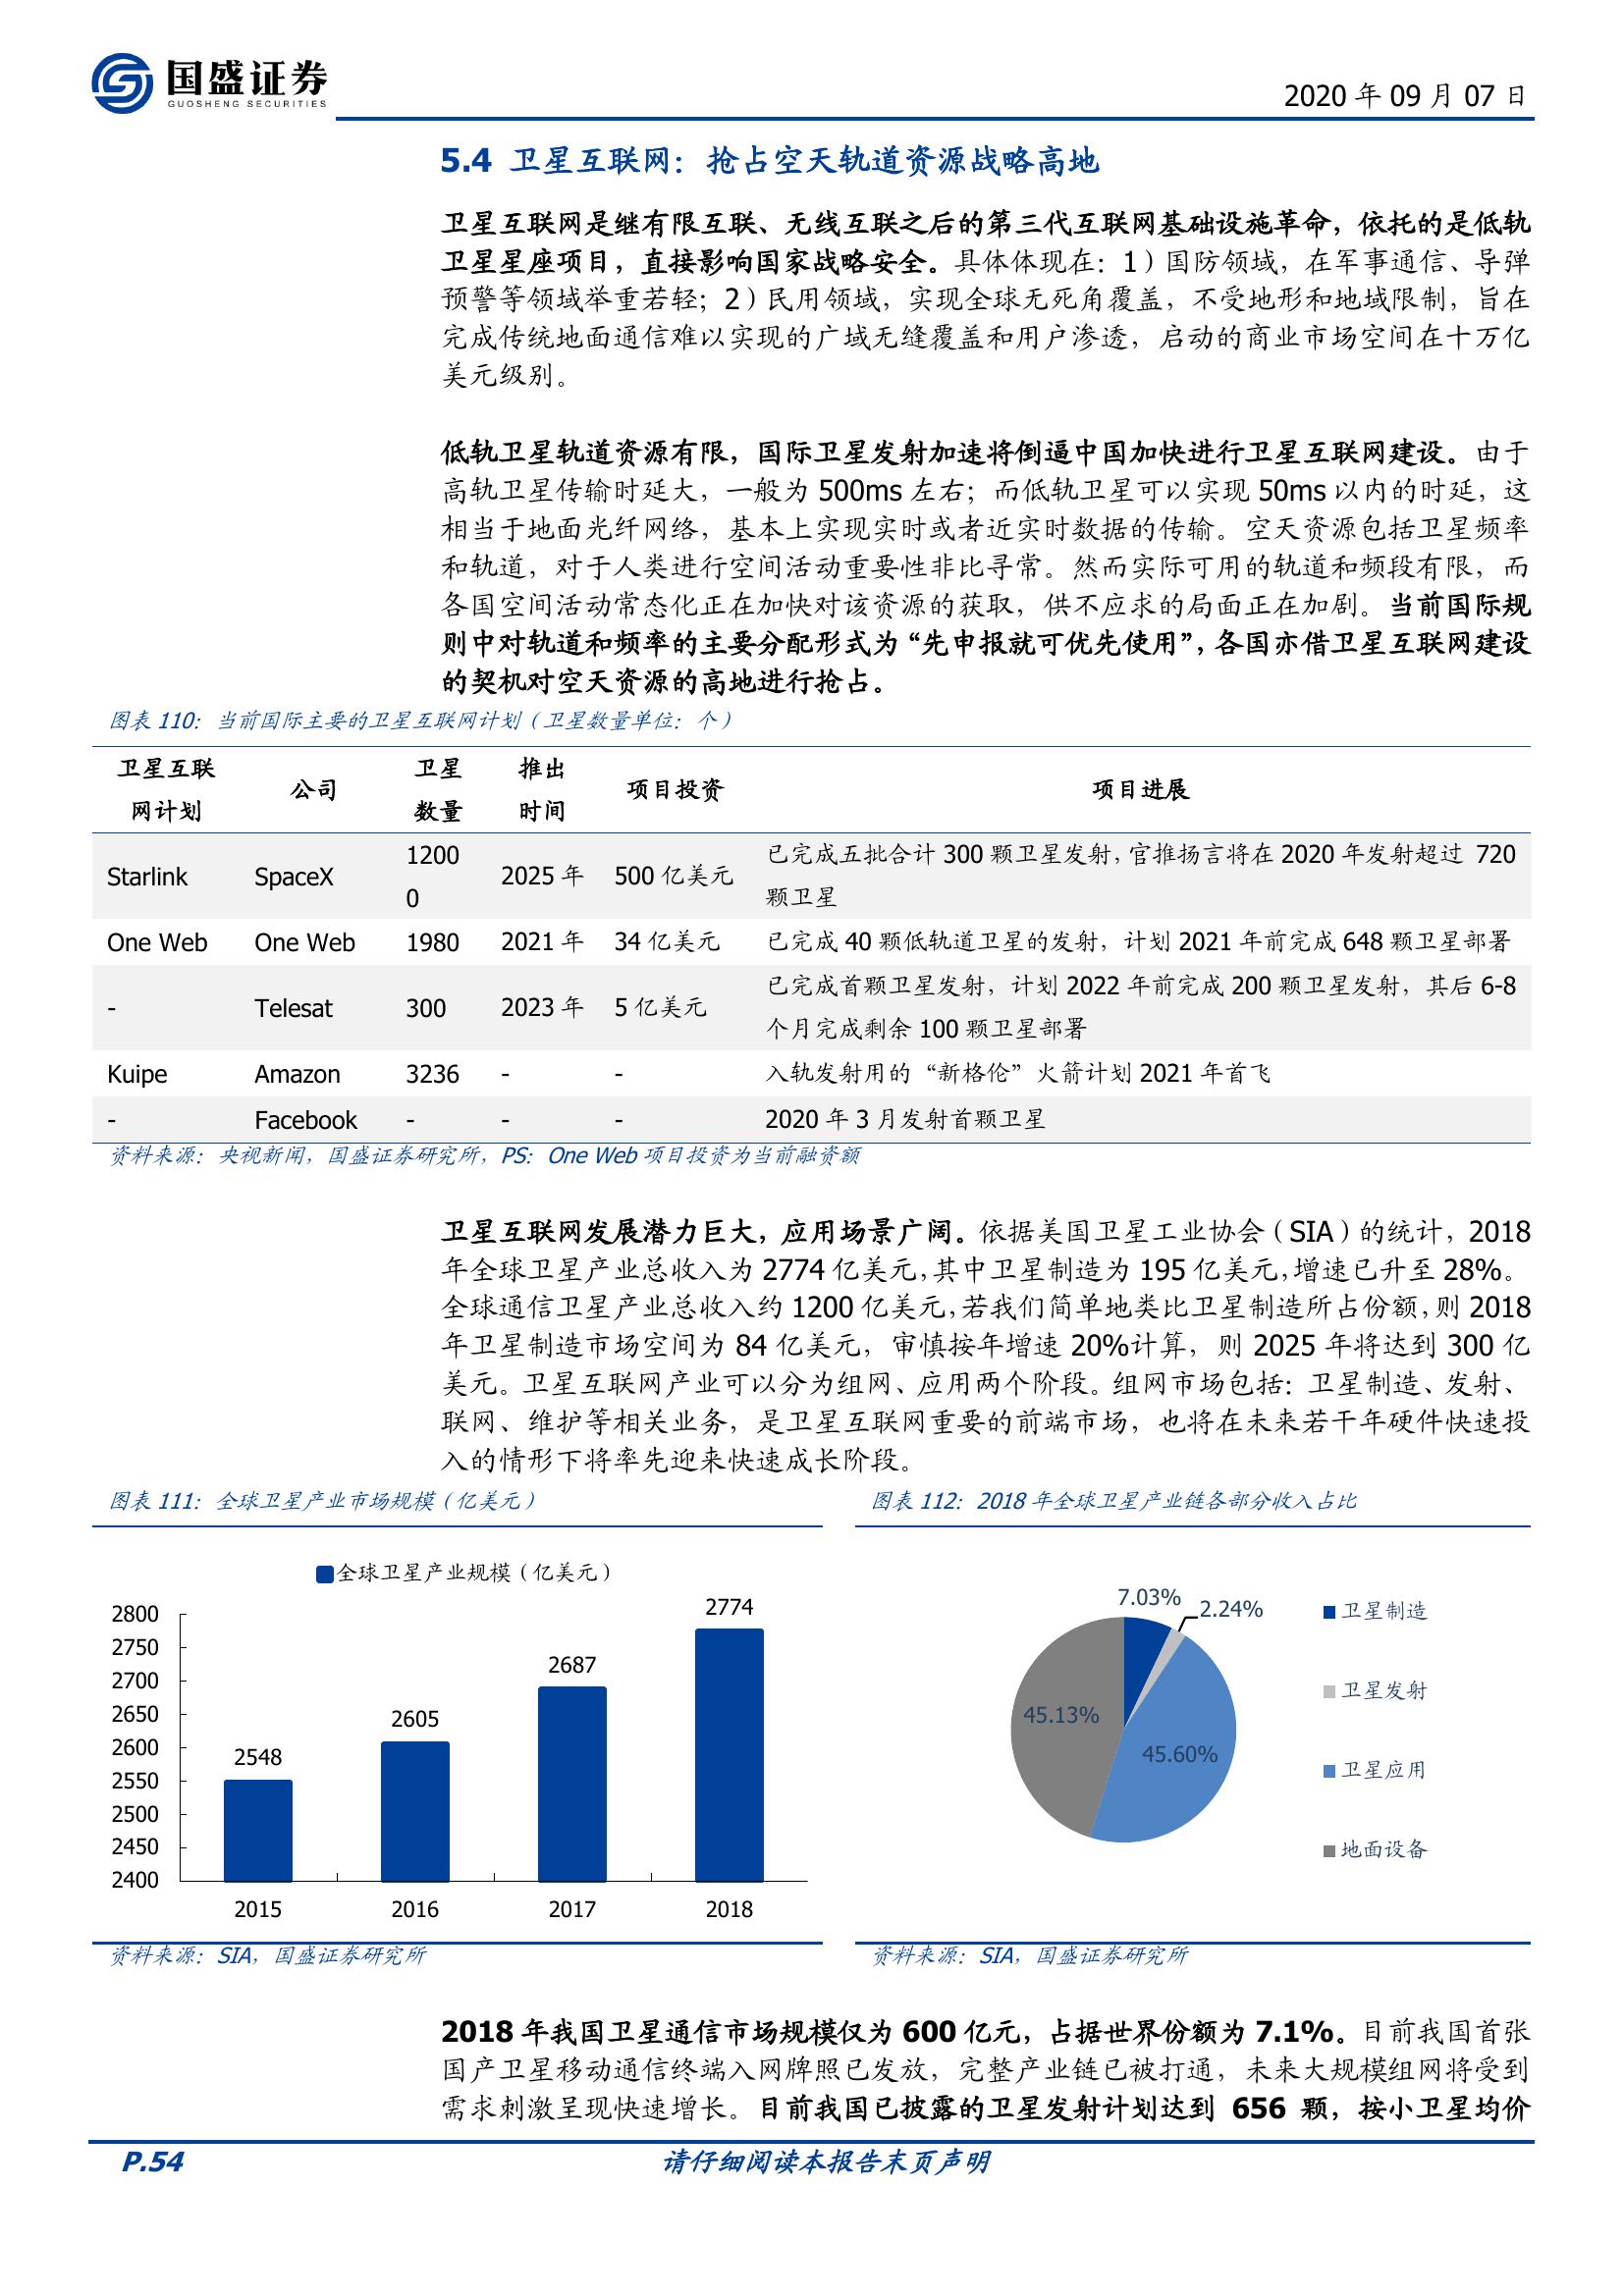 国盛证券
GUOSHENG SECURITIES
2020 年 09 月 07 日
5.4 卫星互联网：抢占空天轨道资源战略高地
卫星互联网是继有限互联、无线互联之后的第三代互联网基础设施革命，依托的是低轨
卫星星座项目，直接影响国家战略安全。具体体现在：1）国防领域，在军事通信、导弹
预警等领域举重若轻；2）民用领域，实现全球无死角覆盖，不受地形和地域限制，旨在
完成传统地面通信难以实现的广域无缝覆盖和用户渗透，启动的商业市场空间在十万亿
美元级别。
低轨卫星轨道资源有限，国际卫星发射加速将倒逼中国加快进行卫星互联网建设。由于
高轨卫星传输时延大，一般为 500ms 左右；而低轨卫星可以实现 50ms 以内的时延，这
相当于地面光纤网络，基本上实现实时或者近实时数据的传输。空天资源包括卫星频率
和轨道，对于人类进行空间活动重要性非比寻常。然而实际可用的轨道和频段有限，而
各国空间活动常态化正在加快对该资源的获取，供不应求的局面正在加剧。当前国际规
则中对轨道和频率的主要分配形式为“先申报就可优先使用”，各国亦借卫星互联网建设
的契机对空天资源的高地进行抢占。
图表 110：当前国际主要的卫星互联网计划（卫星数量单位：个）
卫星互联 公司 卫星 推出 项目投资 项目进展
网计划 数量 时间
Starlink SpaceX 1200 2025 年 500 亿美元 已完成五批合计 300 颗卫星发射，官推扬言将在 2020 年发射超过 720
0 颗卫星
One Web One Web 1980 2021 年 34 亿美元 已完成 40 颗低轨道卫星的发射，计划 2021 年前完成 648 颗卫星部署
- Telesat 300 2023 年 5 亿美元 已完成首颗卫星发射，计划 2022 年前完成 200 颗卫星发射，其后 6-8
个月完成剩余 100 颗卫星部署
Kuipe Amazon 3236 - - 入轨发射用的“新格伦”火箭计划 2021 年首飞
- Facebook - - - 2020 年 3 月发射首颗卫星
资料来源：央视新闻，国盛证券研究所，PS：One Web 项目投资为当前融资额
卫星互联网发展潜力巨大，应用场景广阔。依据美国卫星工业协会（SIA）的统计，2018
年全球卫星产业总收入为 2774 亿美元，其中卫星制造为 195 亿美元，增速已升至 28%。
全球通信卫星产业总收入约 1200 亿美元，若我们简单地类比卫星制造所占份额，则 2018
年卫星制造市场空间为 84 亿美元，审慎按年增速 20%计算，则 2025 年将达到 300 亿
美元。卫星互联网产业可以分为组网、应用两个阶段。组网市场包括：卫星制造、发射、
联网、维护等相关业务，是卫星互联网重要的前端市场，也将在未来若干年硬件快速投
入的情形下将率先迎来快速成长阶段。
图表 111：全球卫星产业市场规模（亿美元）
全球卫星产业规模（亿美元）
2800
2750
2700
2650
2600
2550
2500
2450
2400
2548
2605
2687
2774
2015 2016 2017 2018
资料来源：SIA，国盛证券研究所
图表 112：2018 年全球卫星产业链各部分收入占比
7.03%
2.24%
45.13%
45.60%
卫星制造
卫星发射
卫星应用
地面设备
资料来源：SIA，国盛证券研究所
2018 年我国卫星通信市场规模仅为 600 亿元，占据世界份额为 7.1%。目前我国首张
国产卫星移动通信终端入网牌照已发放，完整产业链已被打通，未来大规模组网将受到
需求刺激呈现快速增长。目前我国已披露的卫星发射计划达到 656 颗，按小卫星均价
P.54
请仔细阅读本报告末页声明